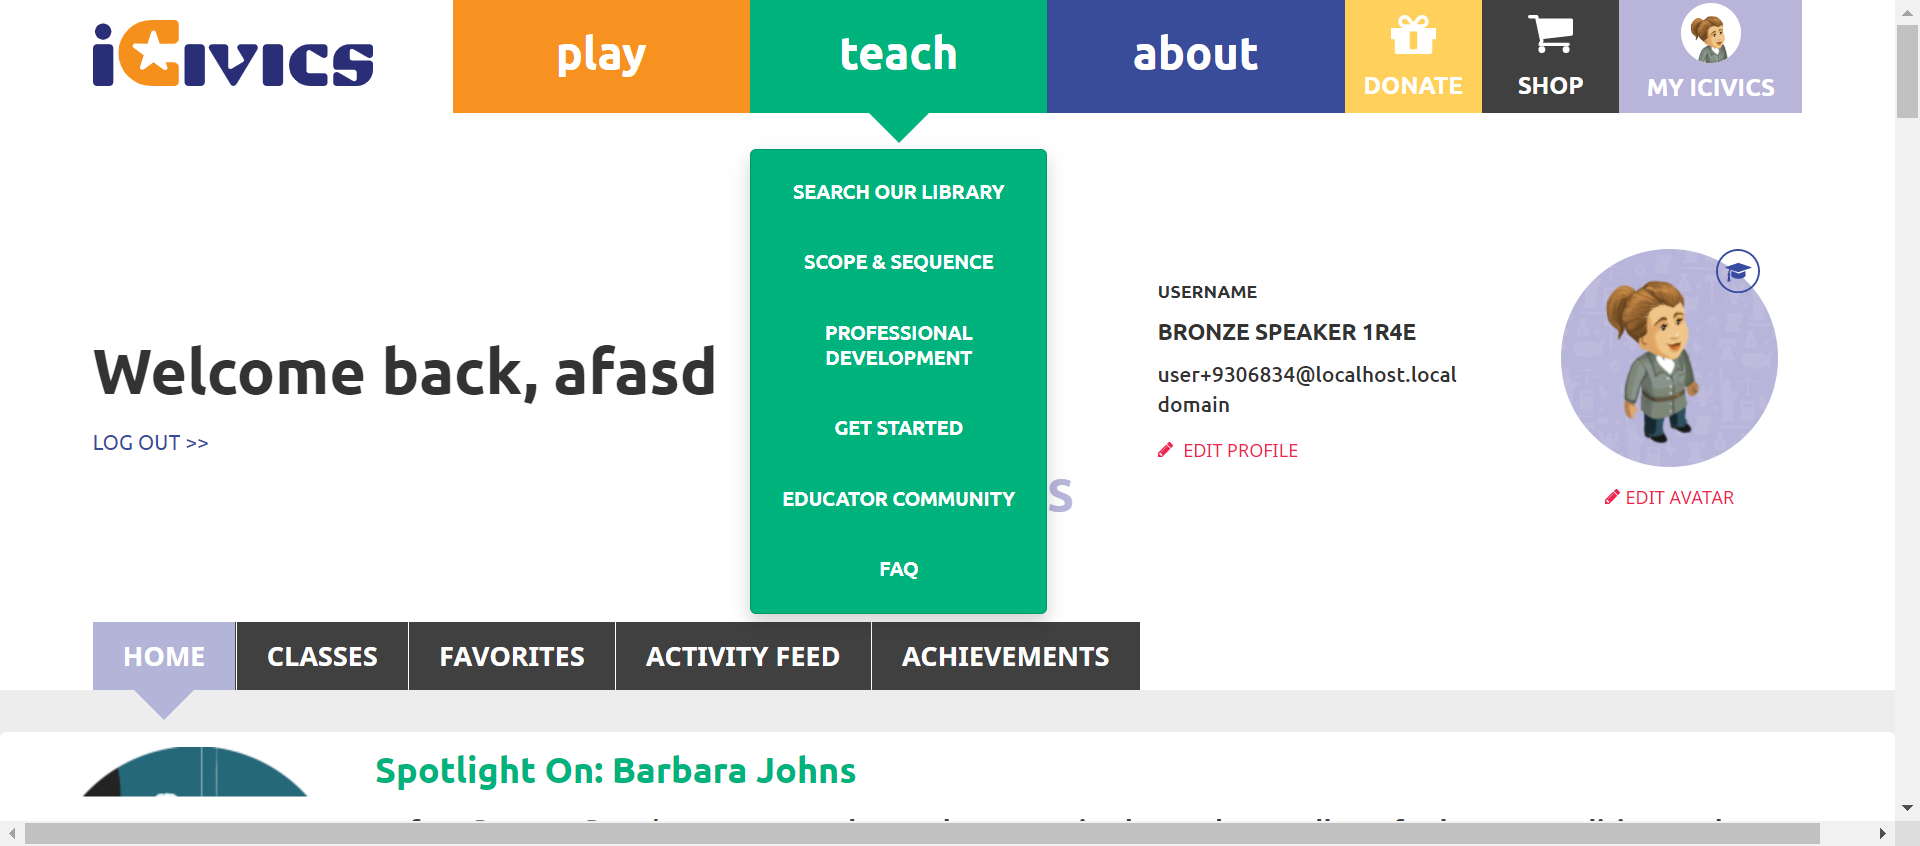 iCivics
play
teach
about
DONATE
SHOP
MY ICIVICS
SEARCH OUR LIBRARY
SCOPE & SEQUENCE
PROFESSIONAL
DEVELOPMENT
GET STARTED
EDUCATOR COMMUNITY
FAQ
Welcome back, afasd
LOG OUT >>
USERNAME
BRONZE SPEAKER 1R4E
user+9306834@localhost.local
domain
EDIT PROFILE
EDIT AVATAR
HOME
CLASSES
FAVORITES
ACTIVITY FEED
ACHIEVEMENTS
Spotlight On: Barbara Johns